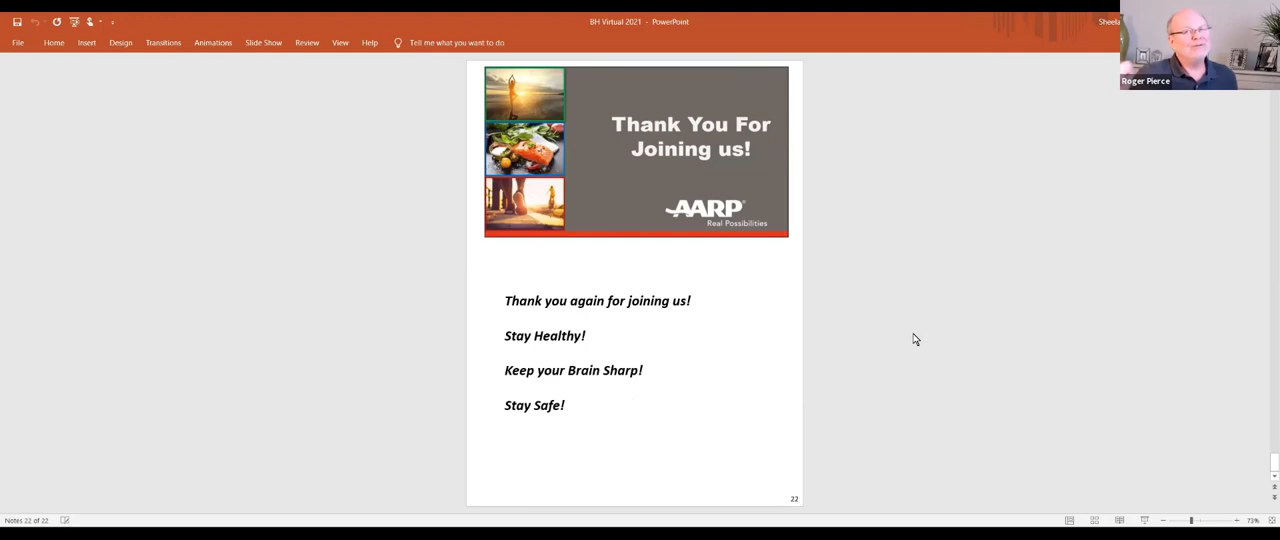 BH Virtual 2021 - PowerPoint
Sheela
File Home Insert Design Transitions Animations Slide Show Review View Help Tell me what you want to do
Roger Pierce
Thank You For
Joining us!
AARP®
Real Possibilities
Thank you again for joining us!
Stay Healthy!
Keep your Brain Sharp!
Stay Safe!
22
Notes 22 of 22
73%